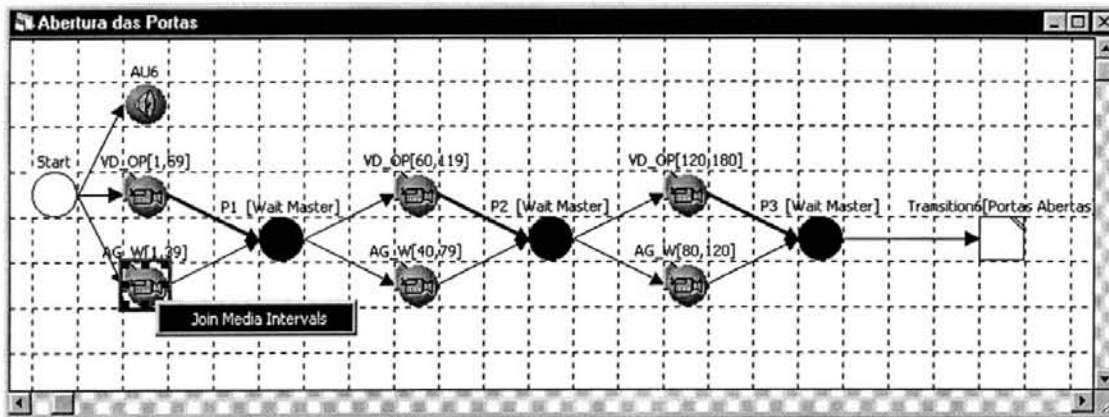 Abertura das Portas
AU6
Start
VD_OP[1,59]
VD_OP[60,119]
VD_OP[120,180]
P1 [Wait Master]
P2 [Wait Master]
P3 [Wait Master]
Transition6[Portas Abertas
AG_W[1,39]
AG_W[40,79]
AG_W[80,120]
Join Media Intervals